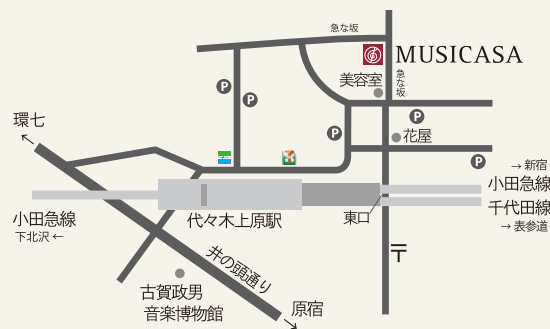 急な坂
MUSICASA
急な坂
美容室
P
P
P
花屋
環七
P
P
→ 新宿
小田急線
千代田線
→ 表参道
小田急線
下北沢 ←
代々木上原駅
東口
〒
井の頭通り
古賀政男
音楽博物館
原宿